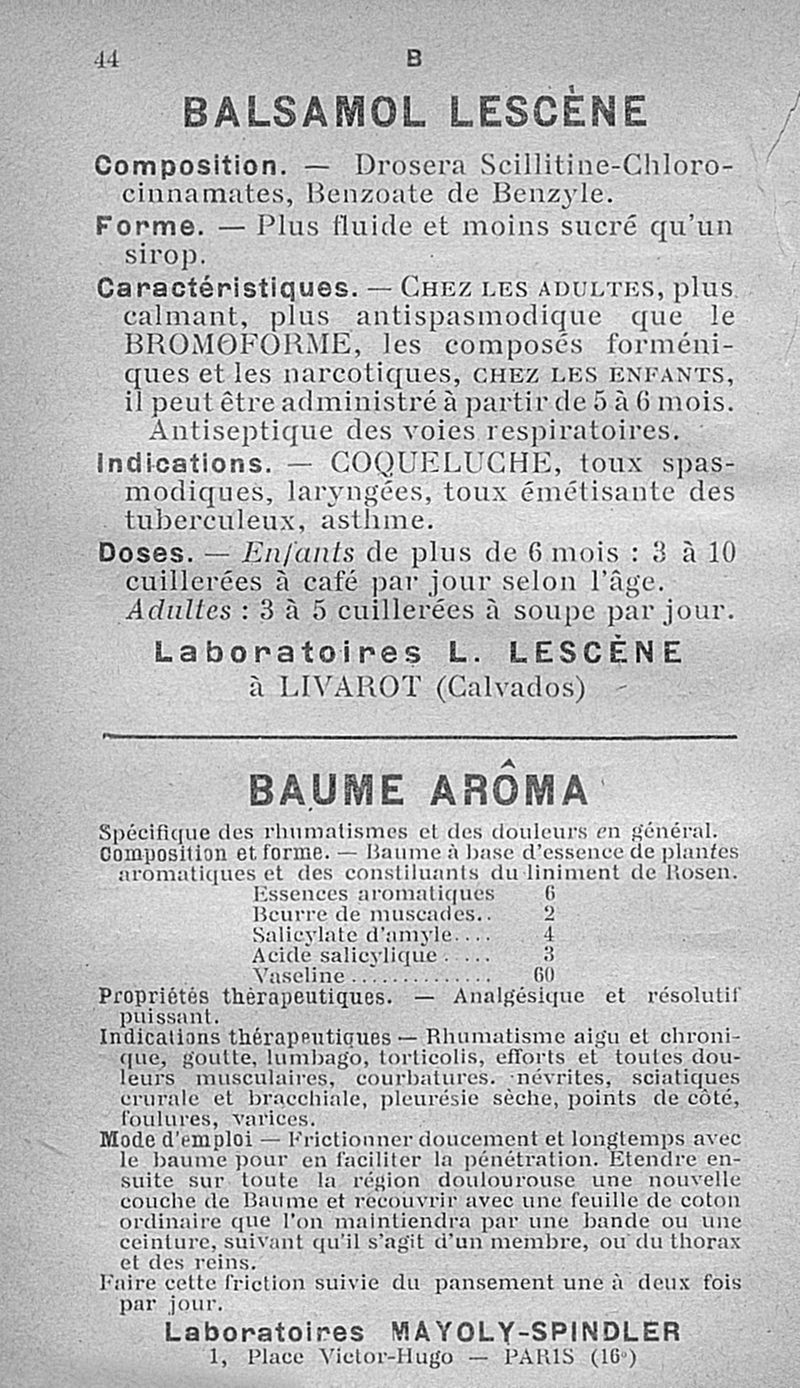 44
B
BALSAMOL LESCÈNE
Composition. — Drosera Scillitine-Chloro-
cinnamates, Benzoate de Benzyle.
Forme. — Plus fluide et moins sucré qu'un
sirop.
Caractéristiques. — CHEZ LES ADULTES, plus
calmant, plus antispasmodique que le
BROMOFORME, les composés forméni-
ques et les narcotiques, CHEZ LES ENFANTS,
il peut être administré à partir de 5 à 6 mois.
Antiseptique des voies respiratoires.
Indications. — COQUELUCHE, toux spas-
modiques, laryngées, toux émétisante des
tuberculeux, asthme.
Doses. — Enfants de plus de 6 mois : 3 à 10
cuillerées à café par jour selon l'âge.
Adultes : 3 à 5 cuillerées à soupe par jour.
Laboratoires L. LESCÈNE
à LIVAROT (Calvados)
BAUME ARÔMA
Spécifique des rhumatismes et des douleurs en général.
Composition et forme. — Baume à base d'essence de plantes
aromatiques et des constituants du liniment de Rosen.
Essences aromatiques 6
Beurre de muscades.. 2
Salicylate d'amyle.... 4
Acide salicylique ..... 3
Vaseline .............. 60
Propriétés thérapeutiques. — Analgésique et résolutif
puissant.
Indications thérapeutiques — Rhumatisme aigu et chroni-
que, goutte, lumbago, torticolis, efforts et toutes dou-
leurs musculaires, courbatures. névrites, sciatiques
crurale et bracchiale, pleurésie sèche, points de côté,
foulures, varices.
Mode d'emploi — Frictionner doucement et longtemps avec
le baume pour en faciliter la pénétration. Etendre en-
suite sur toute la région doulourouse une nouvelle
couche de Baume et recouvrir avec une feuille de coton
ordinaire que l'on maintiendra par une bande ou une
ceinture, suivant qu'il s'agit d'un membre, ou du thorax
et des reins.
Faire cette friction suivie du pansement une à deux fois
par jour.
Laboratoires MAYOLY-SPINDLER
1, Place Victor-Hugo — PARIS (16e)